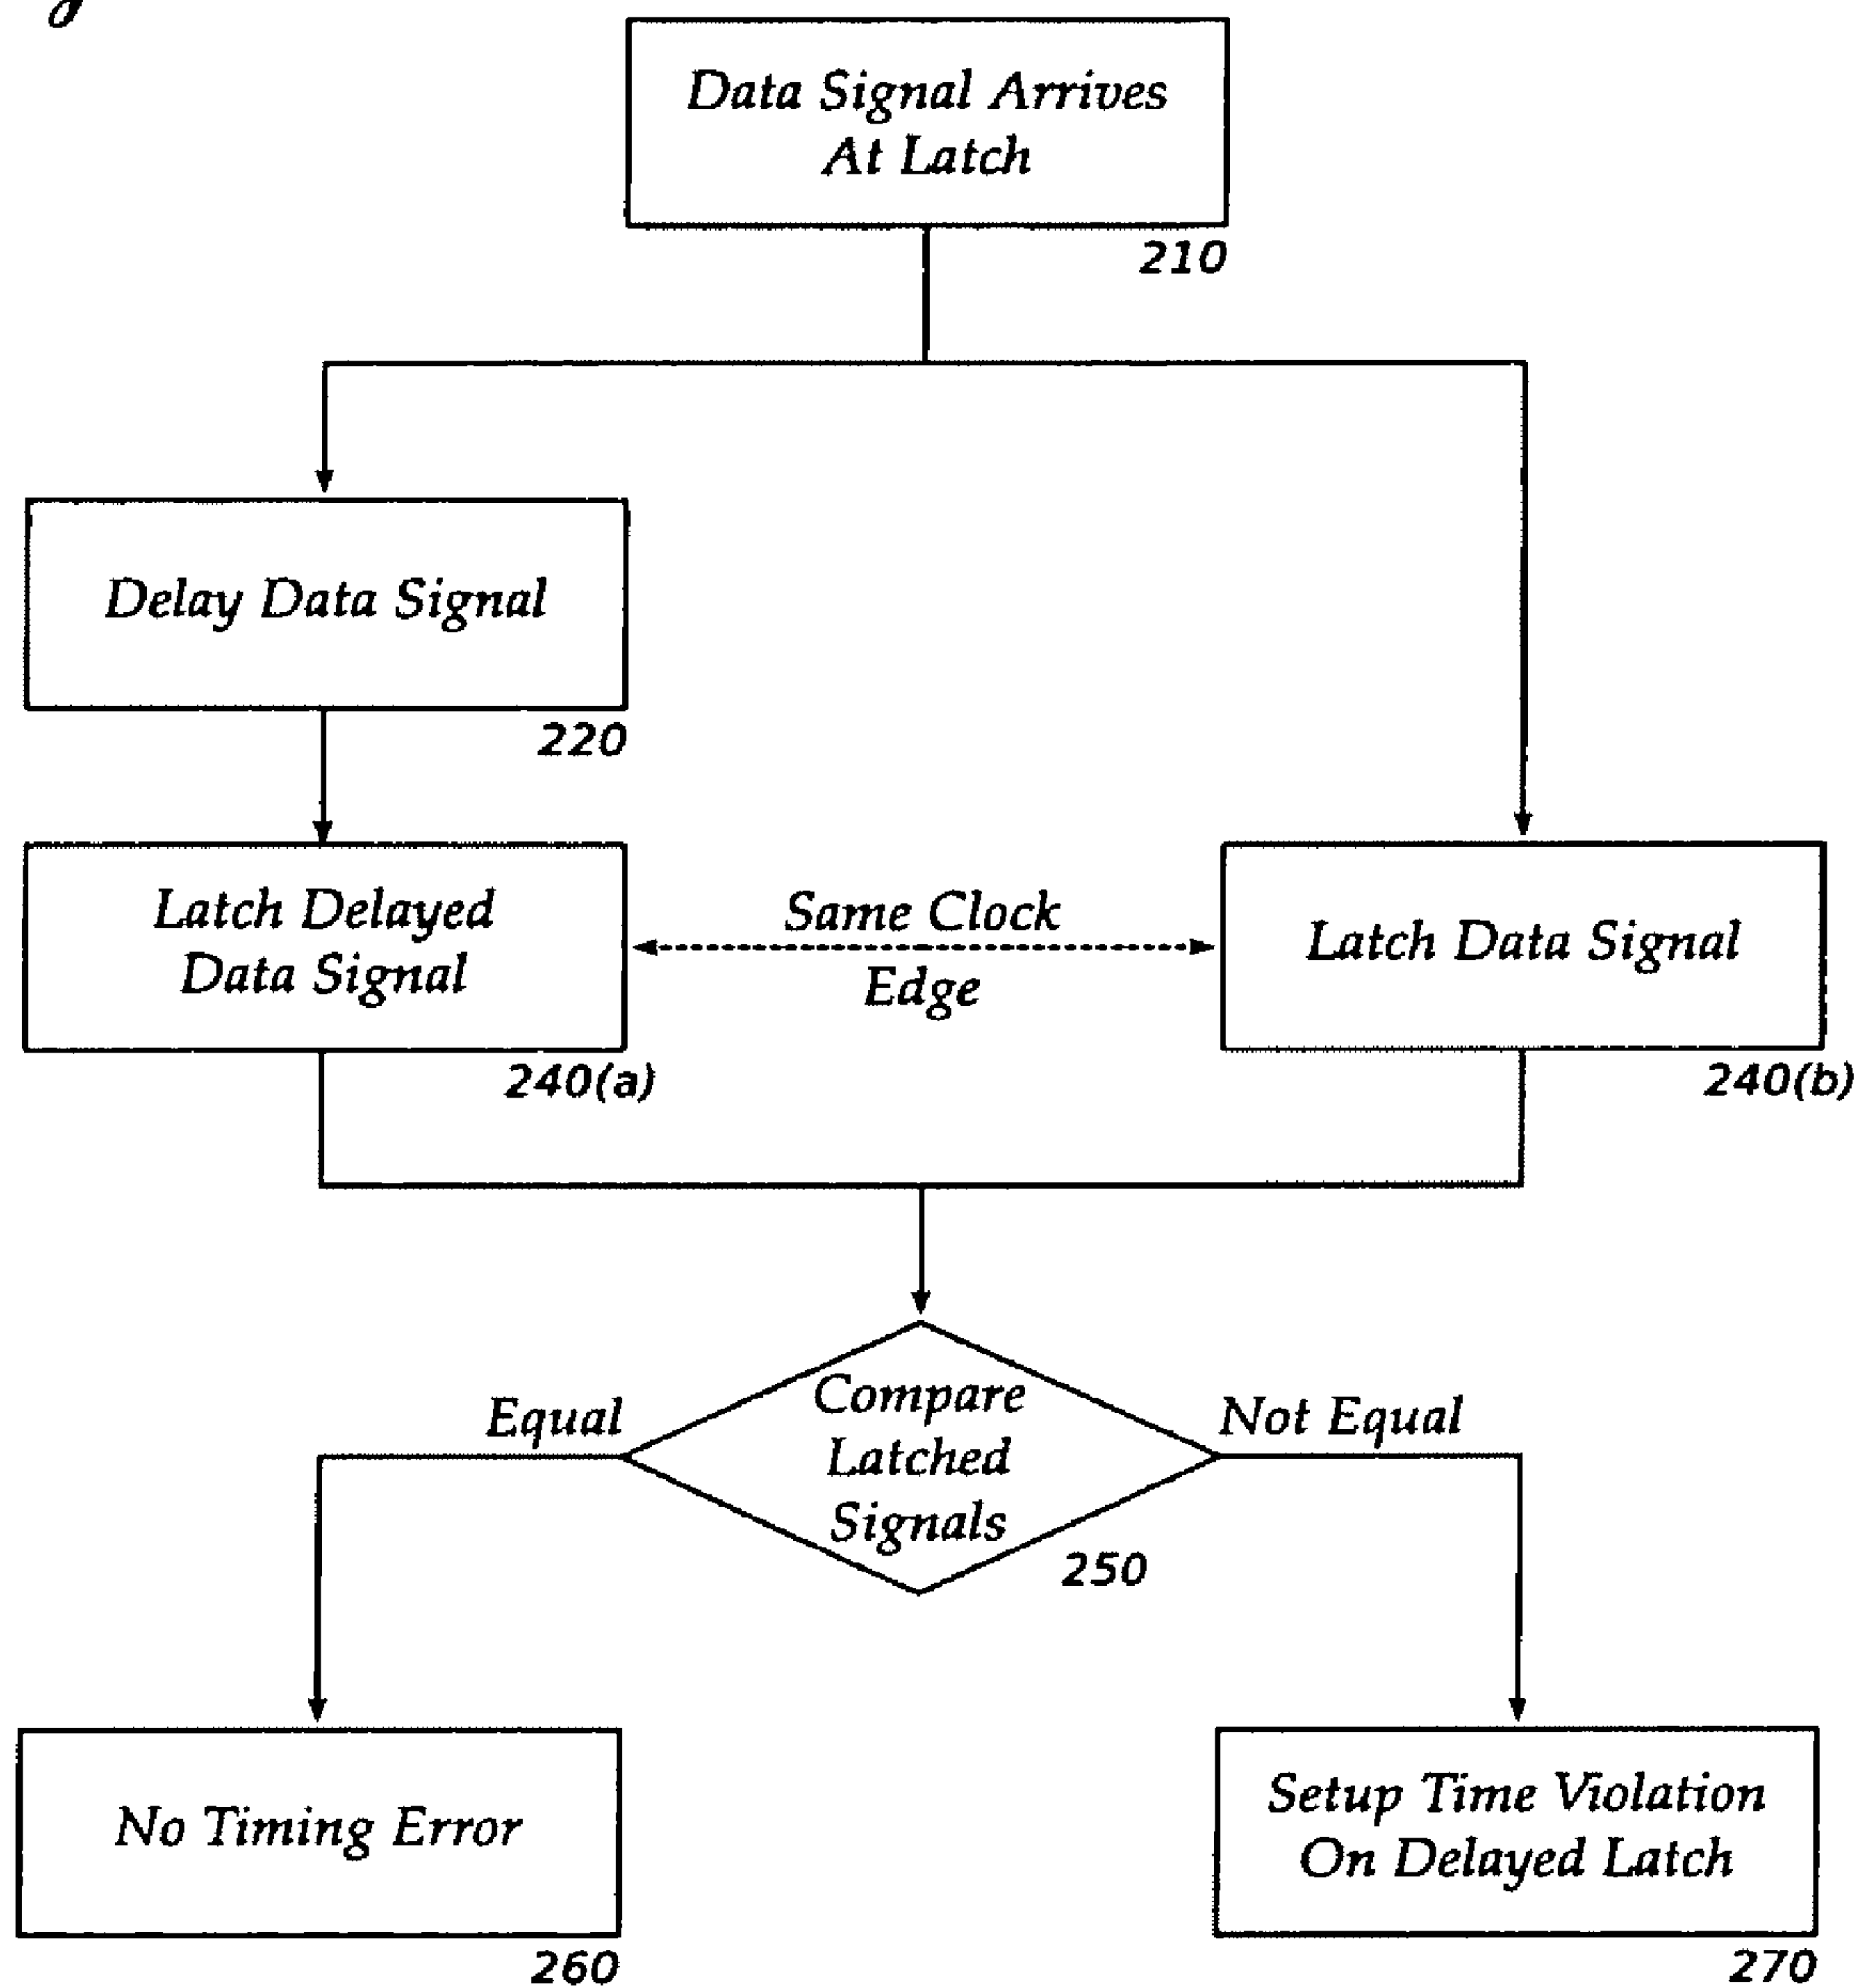 Data Signal Arrives
At Latch
210
Delay Data Signal
220
Latch Delayed
Data Signal
240(a)
Same Clock
Edge
Latch Data Signal
240(b)
Compare
Latched
Signals
250
Equal
Not Equal
No Timing Error
260
Setup Time Violation
On Delayed Latch
270